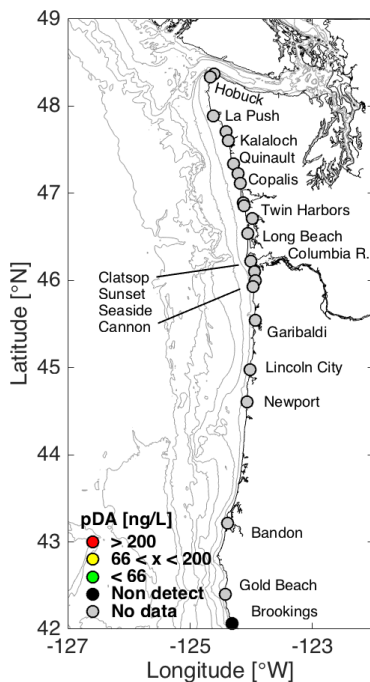 49
48
47
46
45
44
43
42
Latitude [°N]
Hobuck
La Push
Kalaloch
Quinault
Copalis
Twin Harbors
Long Beach
Columbia R.
Clatsop
Sunset
Seaside
Cannon
Garibaldi
Lincoln City
Newport
Bandon
Gold Beach
Brookings
pDA [ng/L]
> 200
66 < x < 200
< 66
Non detect
No data
-127 -125 -123
Longitude [°W]